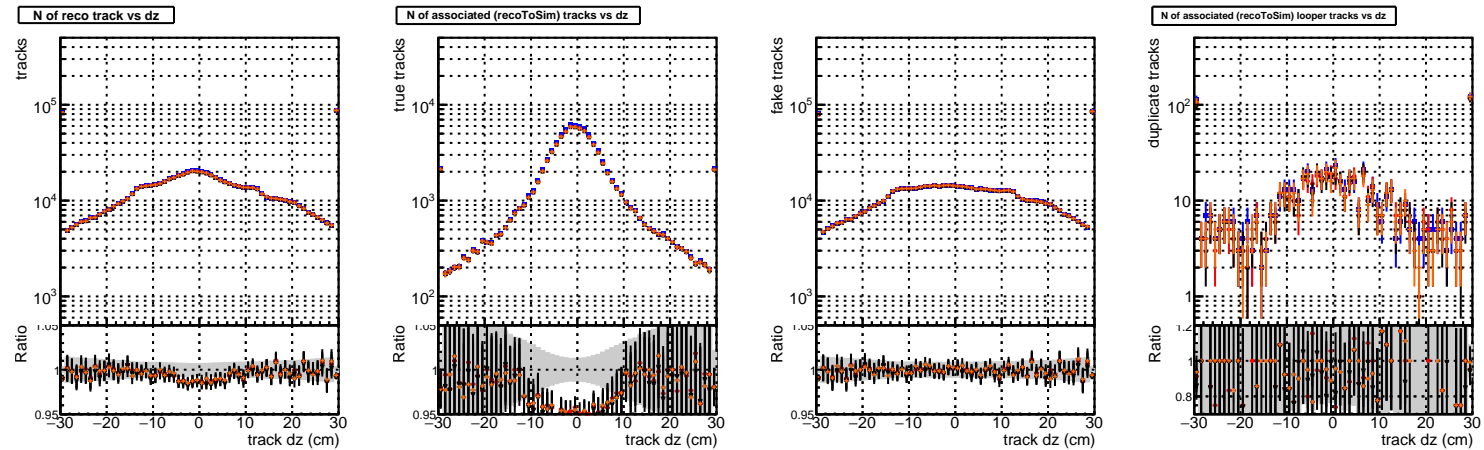 N of reco track vs dz
tracks
10^5
10^4
10^3
Ratio
1.05
1
0.95
−30 −20 −10 0 10 20 30
track dz (cm)
N of associated (recoToSim) tracks vs dz
true tracks
10^4
10^3
10^2
Ratio
1.05
1
0.95
−30 −20 −10 0 10 20 30
track dz (cm)
fake tracks
10^5
10^4
10^3
Ratio
1.05
1
0.95
−30 −20 −10 0 10 20 30
track dz (cm)
N of associated (recoToSim) looper tracks vs dz
duplicate tracks
10^2
10
1
Ratio
1.2
1
0.8
−30 −20 −10 0 10 20 30
track dz (cm)